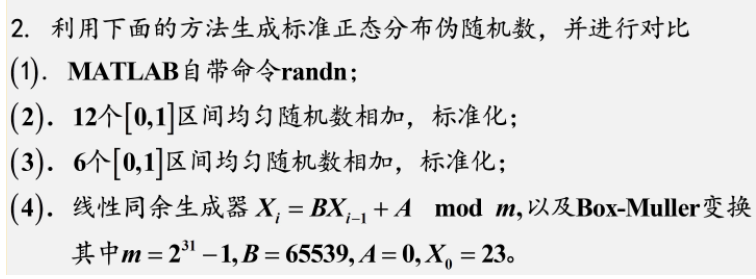 2. 利用下面的方法生成标准正态分布伪随机数，并进行对比
(1). MATLAB自带命令randn;
(2). 12个[0,1]区间均匀随机数相加，标准化;
(3). 6个[0,1]区间均匀随机数相加，标准化;
(4). 线性同余生成器 Xᵢ = BXᵢ₋₁ + A mod m,以及Box-Muller变换
其中m = 2³¹ − 1, B = 65539, A = 0, X₀ = 23。